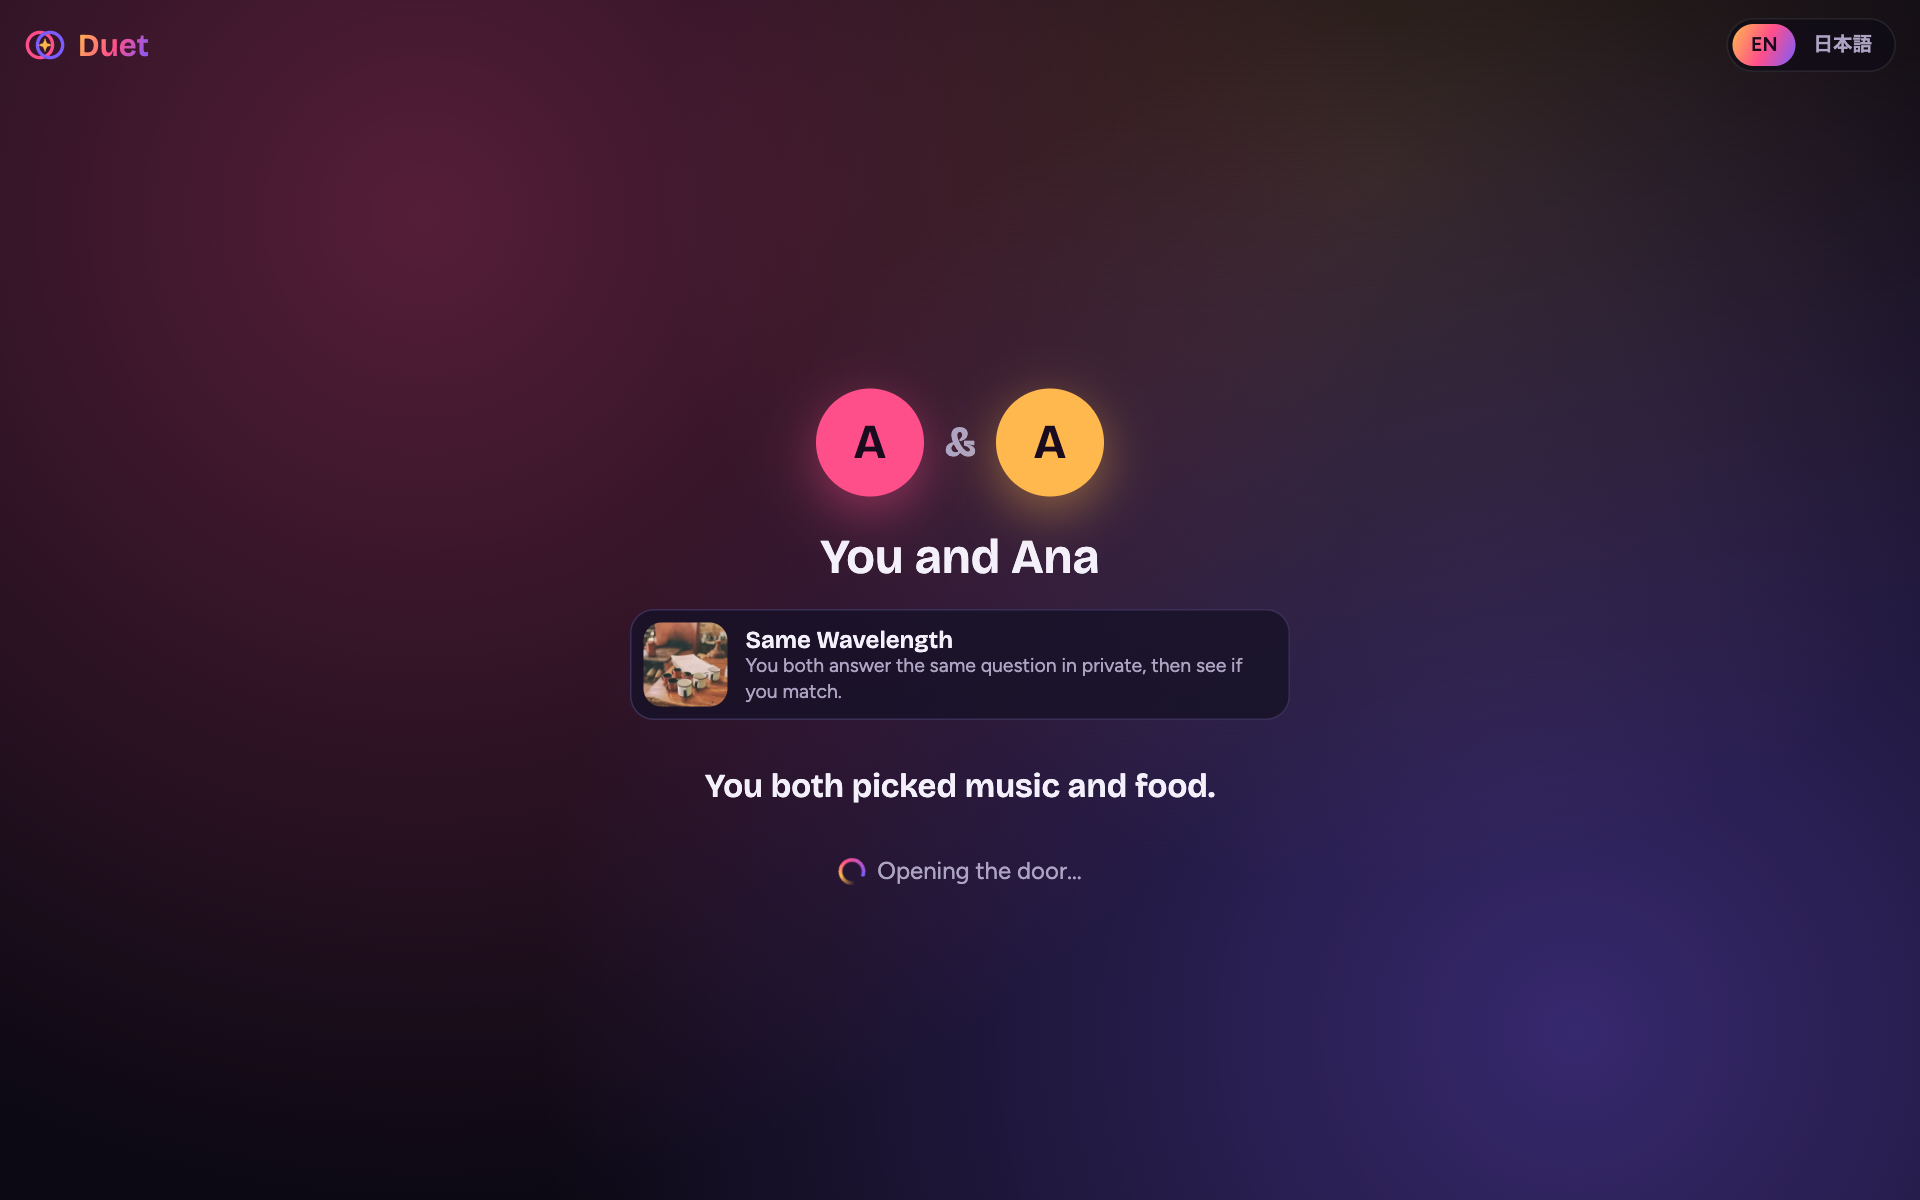 Duet
EN
日本語
A
&
A
You and Ana
Same Wavelength
You both answer the same question in private, then see if
you match.
You both picked music and food.
Opening the door...